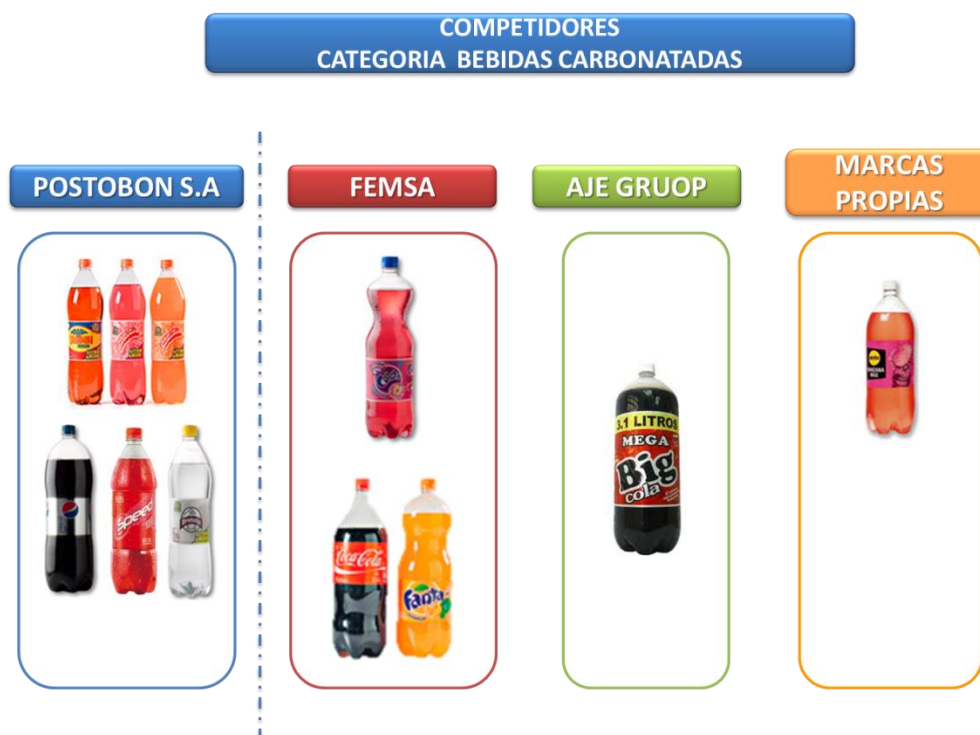 COMPETIDORES
CATEGORIA BEBIDAS CARBONATADAS
POSTOBON S.A
FEMSA
AJE GRUOP
MARCAS
PROPIAS
3.1 LITROS
MEGA
Big
cola
Speed
Coca-Cola
Fanta